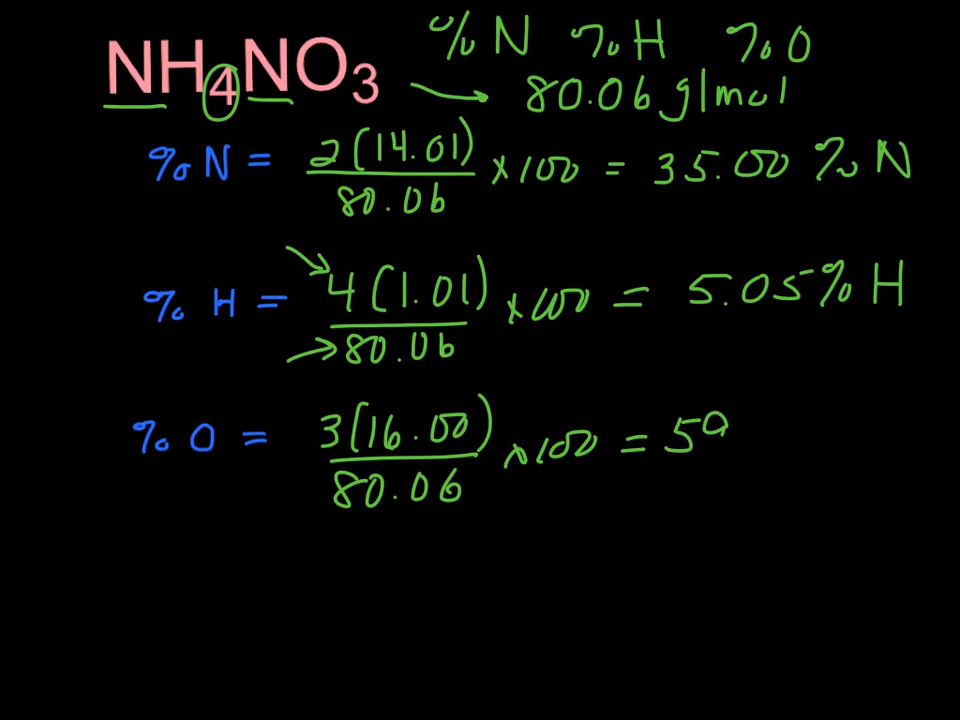 NH4NO3 %N %H %O
80.06 g/mol
%N = 2(14.01) / 80.06 x100 = 35.00 %N
% H = 4(1.01) / 80.06 x100 = 5.05% H
% O = 3(16.00) / 80.06 x100 = 59